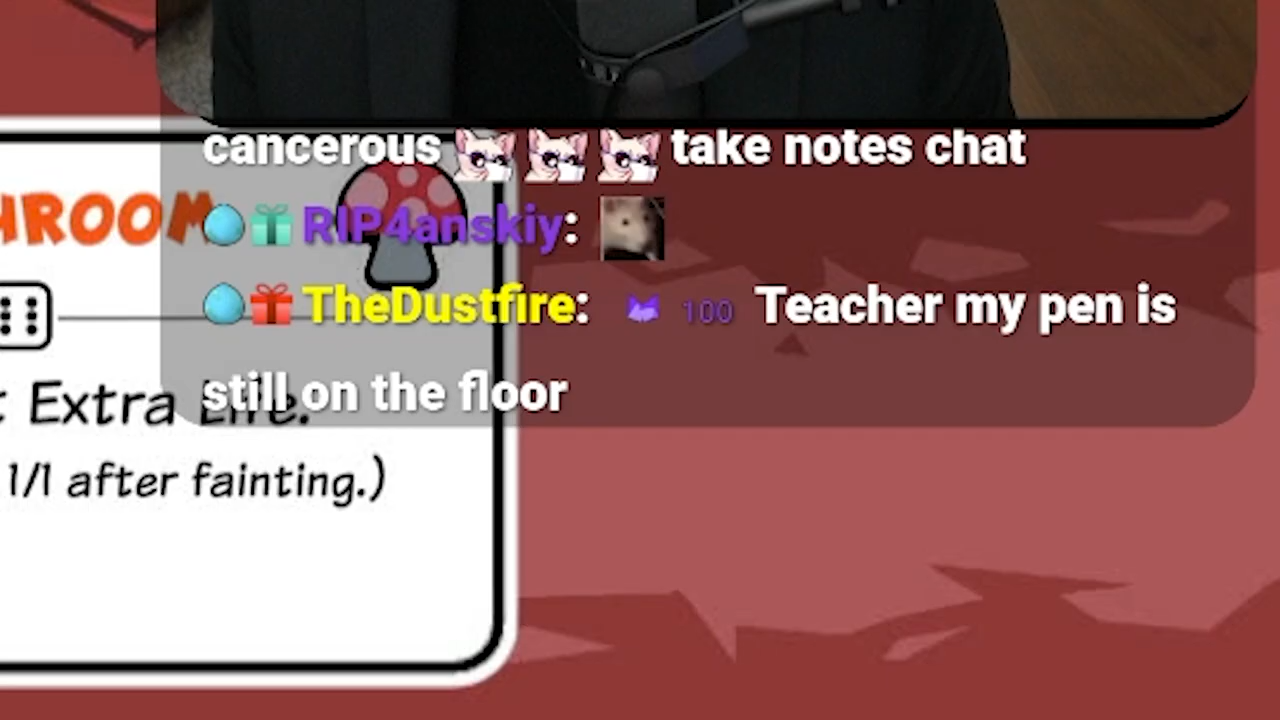 cancerous take notes chat
HROOM
RIP4anskiy:
TheDustfire: 100 Teacher my pen is
still on the floor
t Extra Life.
1/1 after fainting.)